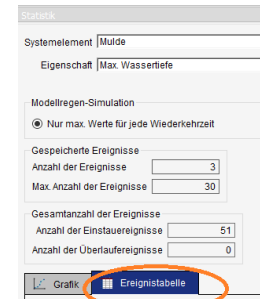 Statistik
Systemelement Mulde
Eigenschaft Max. Wassertiefe
Modellregen-Simulation
Nur max. Werte für jede Wiederkehrzeit
Gespeicherte Ereignisse
Anzahl der Ereignisse 3
Max. Anzahl der Ereignisse 30
Gesamtanzahl der Ereignisse
Anzahl der Einstauereignisse 51
Anzahl der Überlaufereignisse 0
Grafik Ereignistabelle